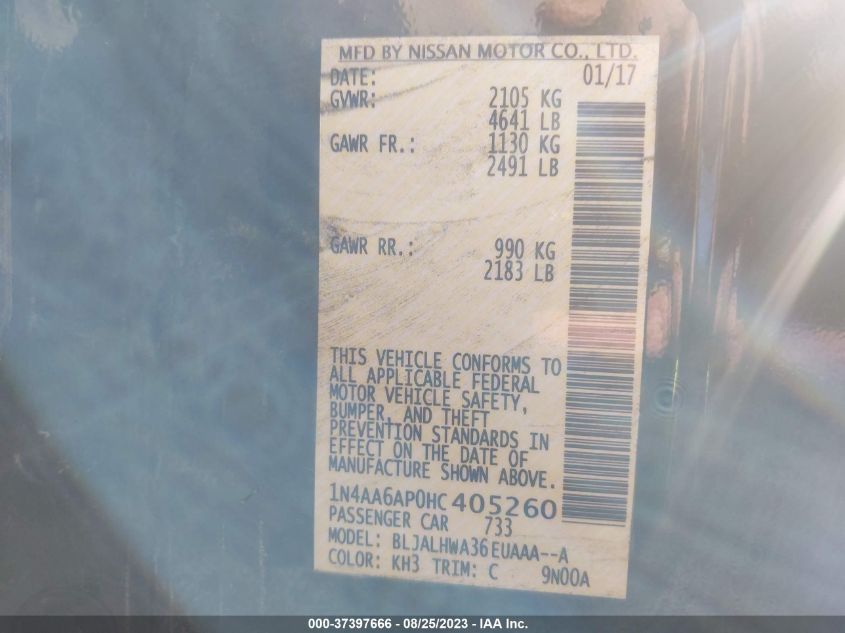 MFD BY NISSAN MOTOR CO., LTD.
DATE: 01/17
GVWR: 2105 KG
4641 LB
GAWR FR.: 1130 KG
2491 LB
GAWR RR.: 990 KG
2183 LB
THIS VEHICLE CONFORMS TO
ALL APPLICABLE FEDERAL
MOTOR VEHICLE SAFETY,
BUMPER, AND THEFT
PREVENTION STANDARDS IN
EFFECT ON THE DATE OF
MANUFACTURE SHOWN ABOVE.
1N4AA6AP0HC405260
PASSENGER CAR 733
MODEL: BLJALHWA36EUAAA--A
COLOR: KH3 TRIM: C 9N00A
000-37397666 - 08/25/2023 - IAA Inc.